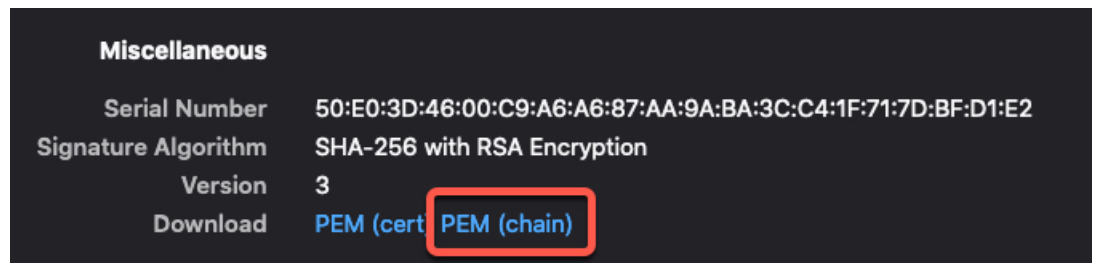 Miscellaneous
Serial Number 50:E0:3D:46:00:C9:A6:A6:87:AA:9A:BA:3C:C4:1F:71:7D:BF:D1:E2
Signature Algorithm SHA-256 with RSA Encryption
Version 3
Download PEM (cert) PEM (chain)